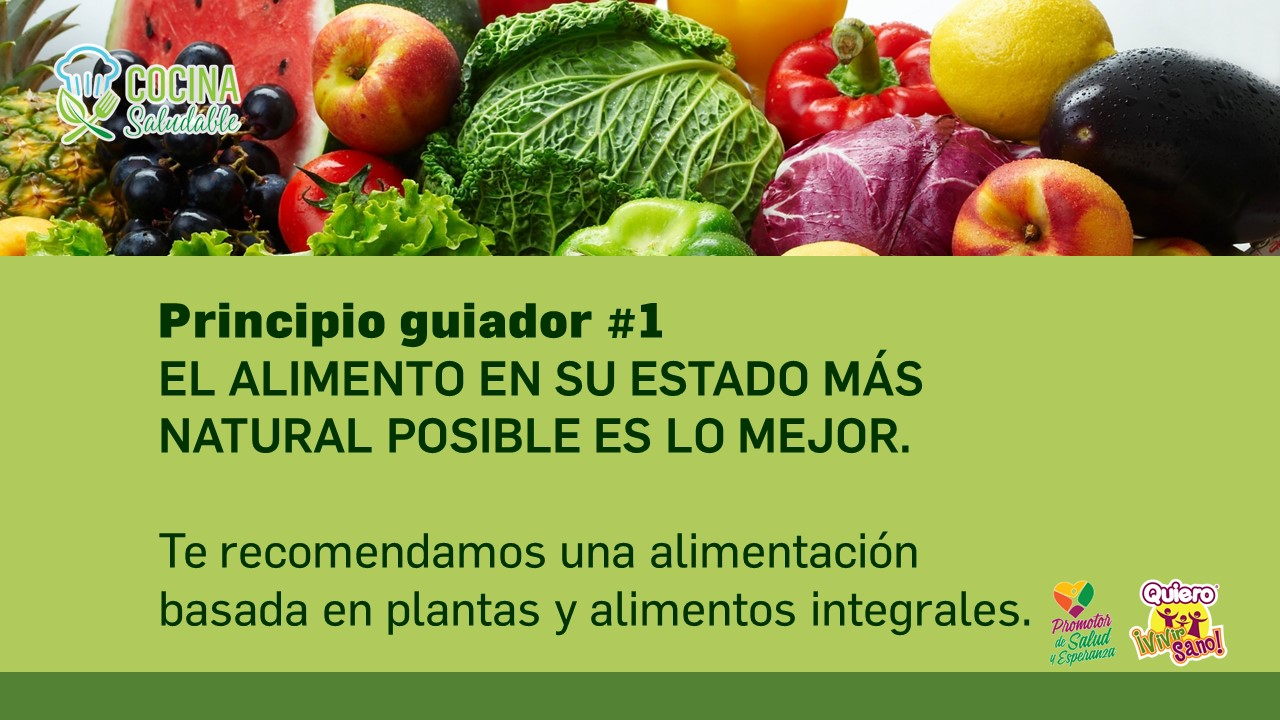 COCINA
Saludable
Principio guiador #1
EL ALIMENTO EN SU ESTADO MÁS
NATURAL POSIBLE ES LO MEJOR.
Te recomendamos una alimentación
basada en plantas y alimentos integrales.
Promotor
de Salud
y Esperanza
Quiero
¡Vivir
Sano!